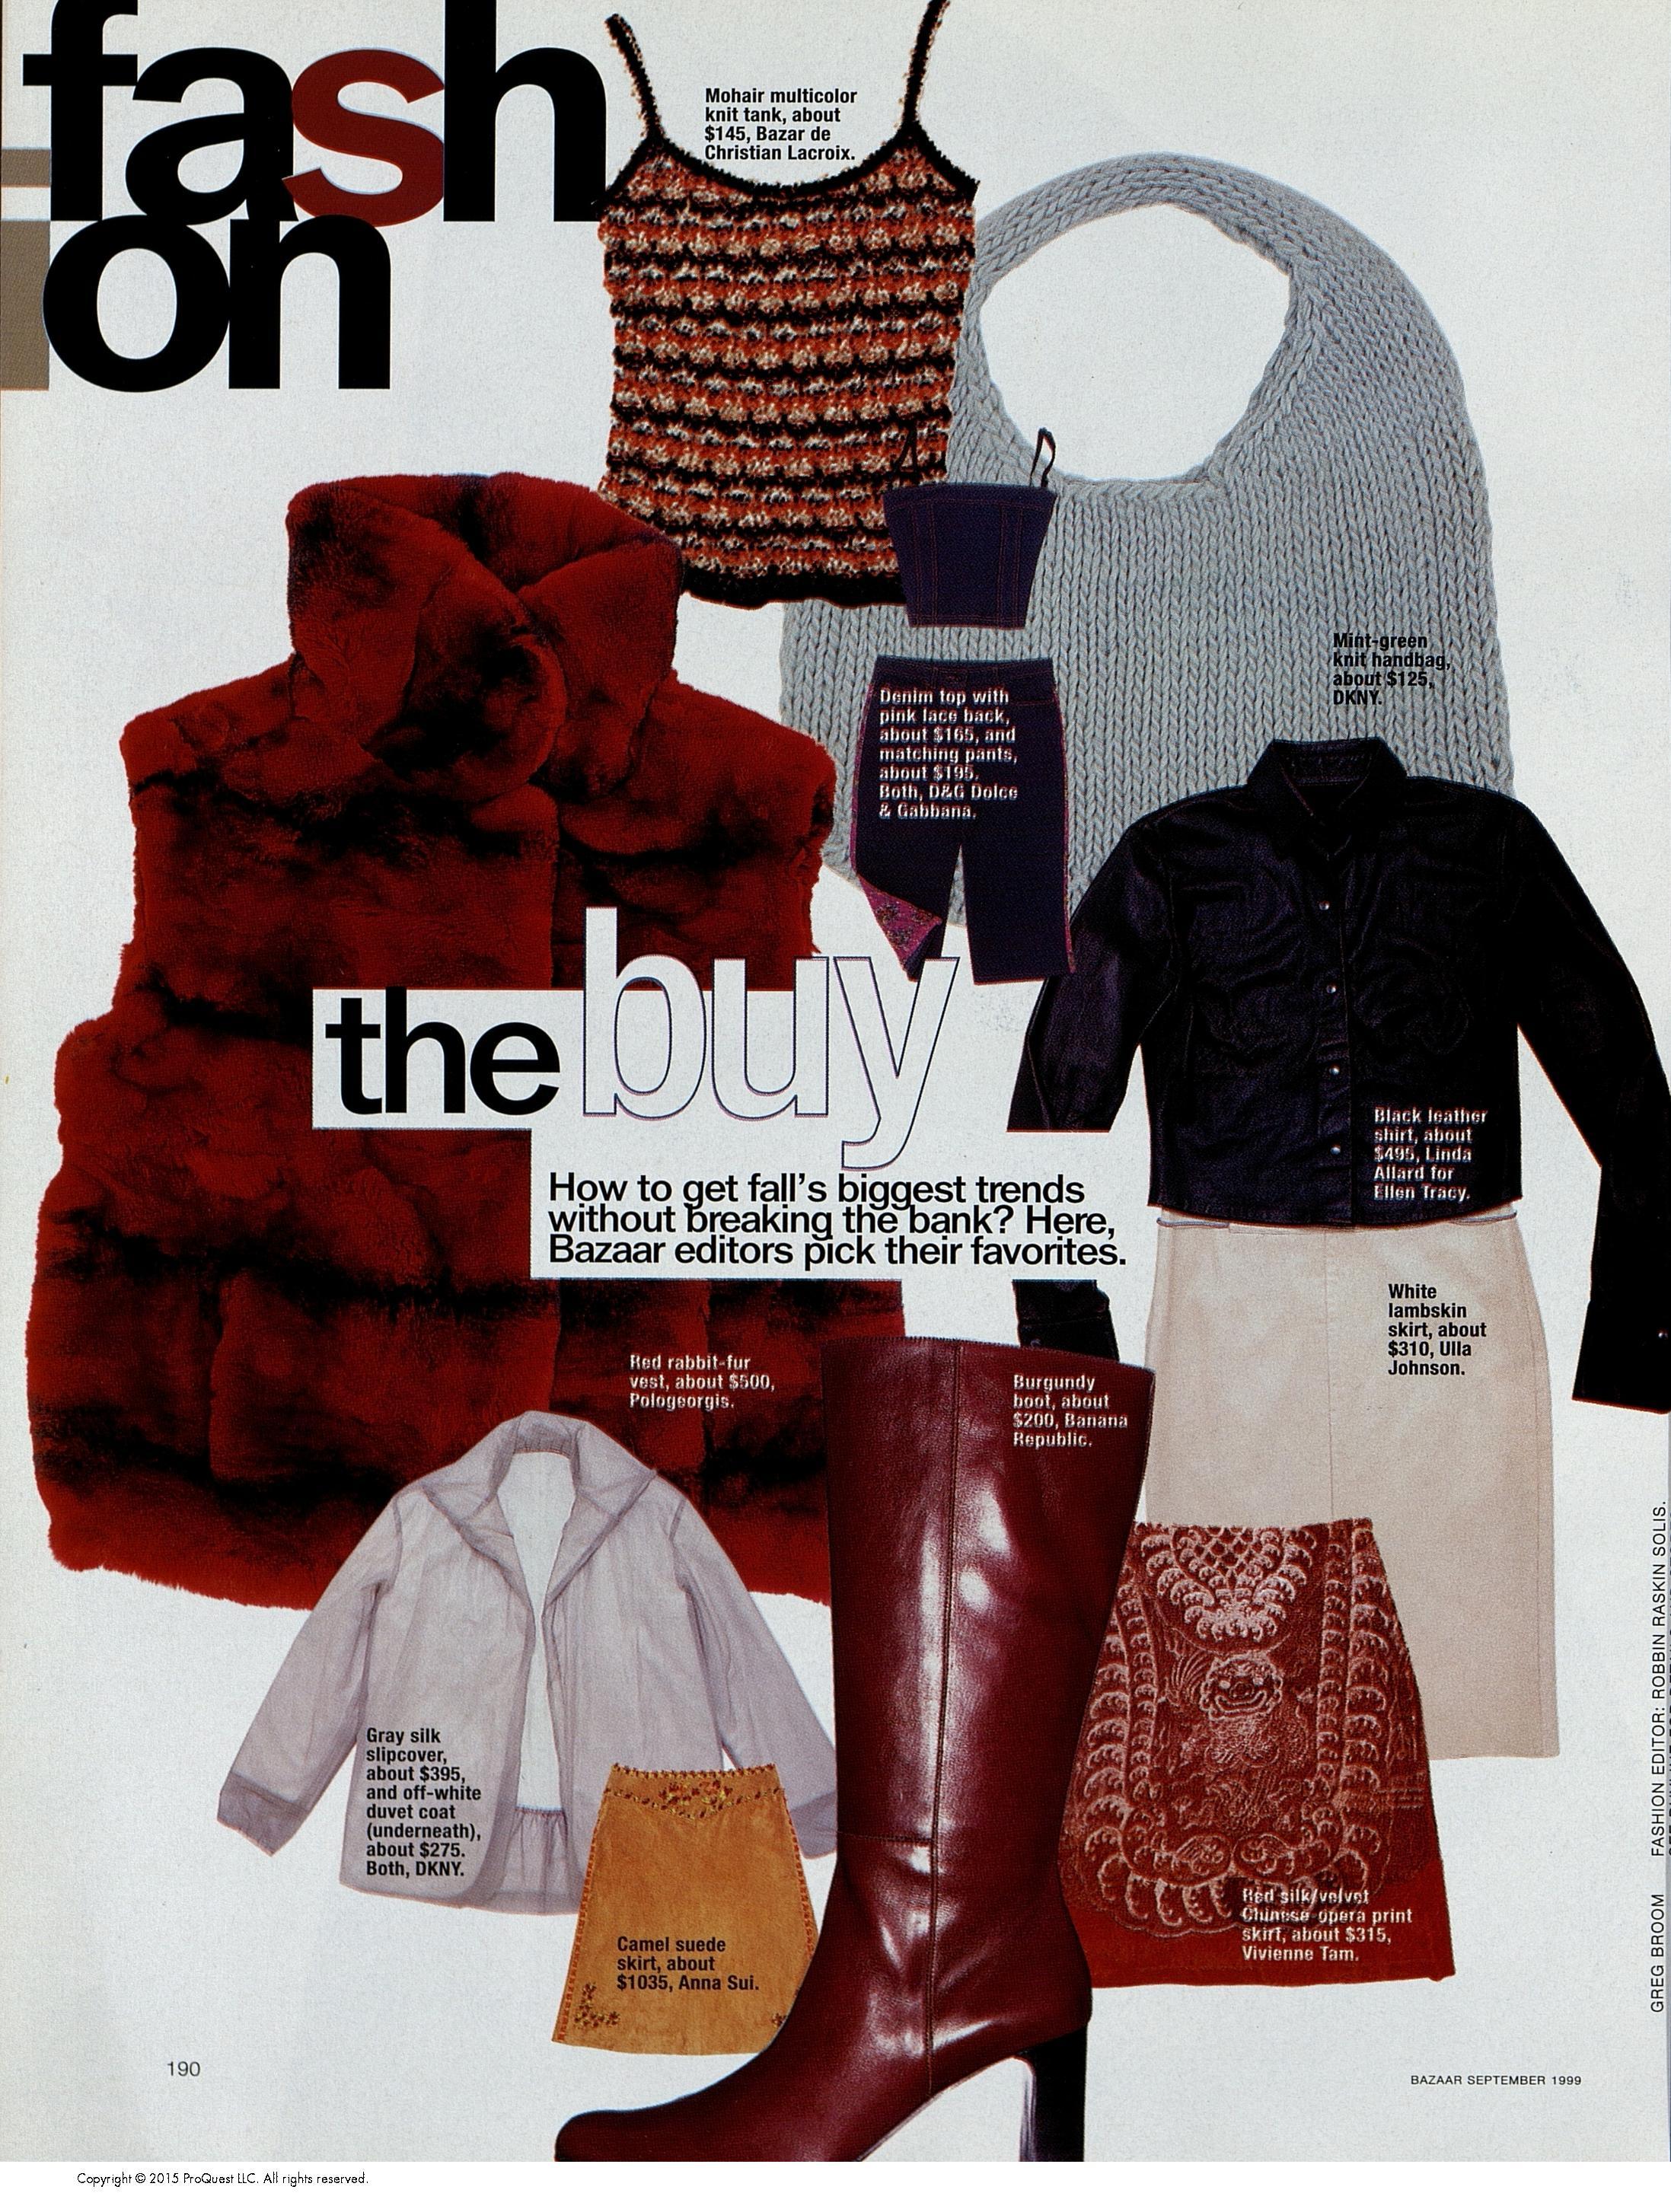 fash
ion
Mohair multicolor
knit tank, about
$145, Bazar de
Christian Lacroix.
Mint-green
knit handbag,
about $125,
DKNY.
Denim top with
pink lace back,
about $165, and
matching pants,
about $195.
Both, D&G Dolce
& Gabbana.
the buy
How to get fall's biggest trends
without breaking the bank? Here,
Bazaar editors pick their favorites.
Black leather
shirt, about
$495, Linda
Allard for
Ellen Tracy.
White
lambskin
skirt, about
$310, Ulla
Johnson.
Red rabbit-fur
vest, about $500,
Pologeorgis.
Burgundy
boot, about
$200, Banana
Republic.
Gray silk
slipcover,
about $395,
and off-white
duvet coat
(underneath),
about $275.
Both, DKNY.
Camel suede
skirt, about
$1035, Anna Sui.
Red silk/velvet
Chinese-opera print
skirt, about $315,
Vivienne Tam.
GREG BROOM FASHION EDITOR: ROBBIN RASKIN SOLIS.
190
BAZAAR SEPTEMBER 1999
Copyright © 2015 ProQuest LLC. All rights reserved.